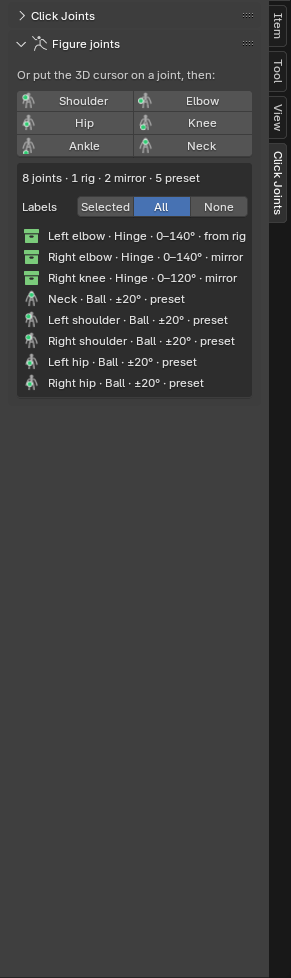 Click Joints
Figure joints
Or put the 3D cursor on a joint, then:
Shoulder Elbow
Hip Knee
Ankle Neck
8 joints · 1 rig · 2 mirror · 5 preset
Labels Selected All None
Left elbow · Hinge · 0–140° · from rig
Right elbow · Hinge · 0–140° · mirror
Right knee · Hinge · 0–120° · mirror
Neck · Ball · ±20° · preset
Left shoulder · Ball · ±20° · preset
Right shoulder · Ball · ±20° · preset
Left hip · Ball · ±20° · preset
Right hip · Ball · ±20° · preset
Item
Tool
View
Click Joints